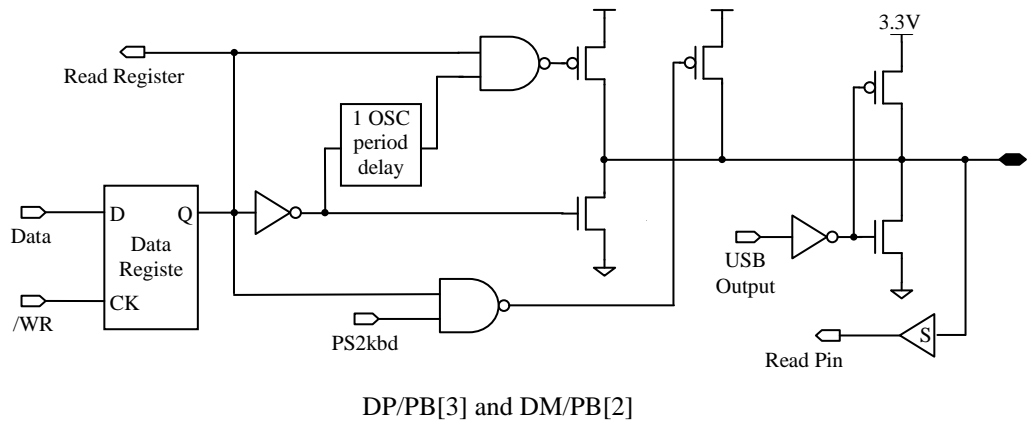 3.3V
Read Register
1 OSC
period
delay
D
Q
Data
Data
Registe
USB
Output
CK
/WR
PS2kbd
S
Read Pin
DP/PB[3] and DM/PB[2]